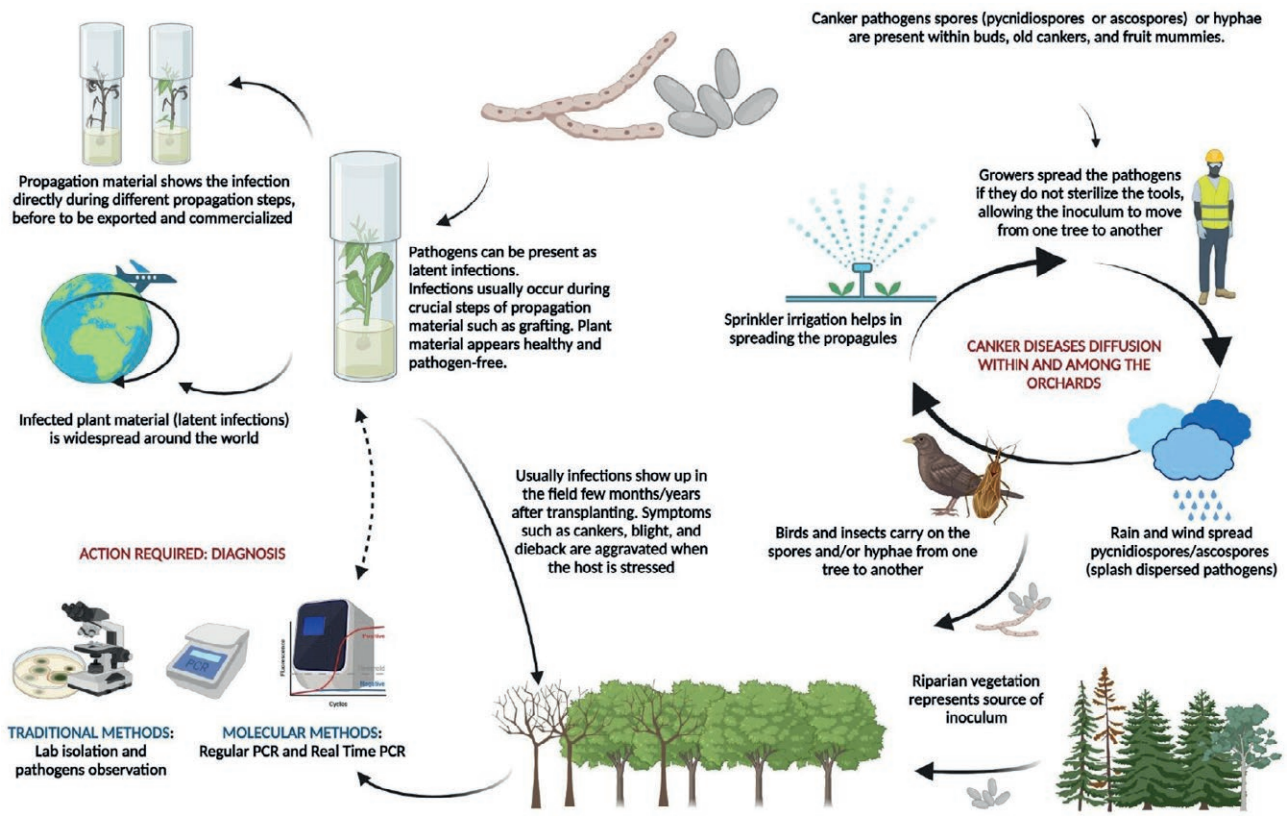 Canker pathogens spores (pycnidiospores or ascospores) or hyphae
are present within buds, old cankers, and fruit mummies.
Propagation material shows the infection
directly during different propagation steps,
before to be exported and commercialized
Growers spread the pathogens
if they do not sterilize the tools,
allowing the inoculum to move
from one tree to another
Pathogens can be present as
latent infections.
Infections usually occur during
crucial steps of propagation
material such as grafting. Plant
material appears healthy and
pathogen-free.
Sprinkler irrigation helps in
spreading the propagules
CANKER DISEASES DIFFUSION
WITHIN AND AMONG THE
ORCHARDS
Infected plant material (latent infections)
is widespread around the world
Usually infections show up in
the field few months/years
after transplanting. Symptoms
such as cankers, blight, and
dieback are aggravated when
the host is stressed
Birds and insects carry on the
spores and/or hyphae from one
tree to another
Rain and wind spread
pycnidiospores/ascospores
(splash dispersed pathogens)
ACTION REQUIRED: DIAGNOSIS
PCR
Fluorescence
Positive
Threshold
Negative
Cycles
TRADITIONAL METHODS:
Lab isolation and
pathogens observation
MOLECULAR METHODS:
Regular PCR and Real Time PCR
Riparian vegetation
represents source of
inoculum